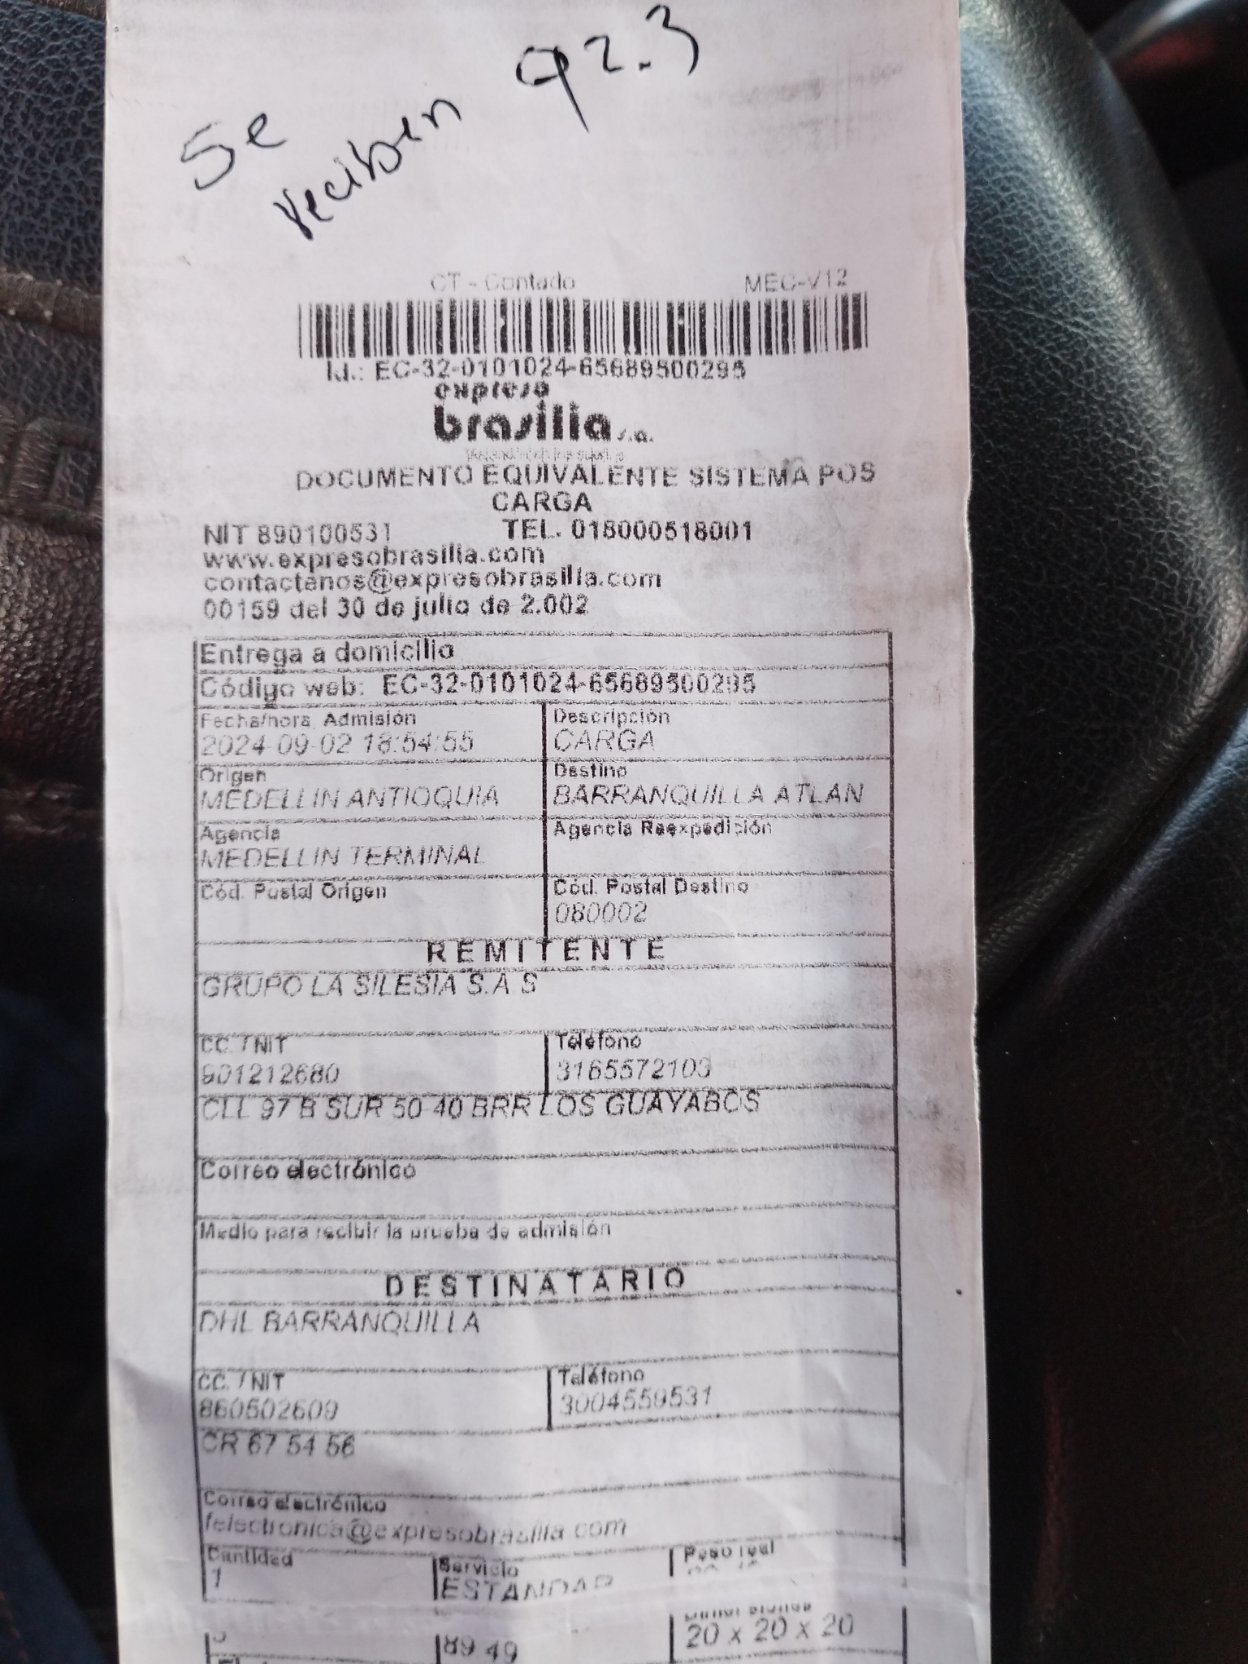 Se
reciben 92.3
CT - Contado MEC-V12
Id.: EC-32-0101024-65689500295
expreso
brasilia s.a.
DOCUMENTO EQUIVALENTE SISTEMA POS
CARGA
NIT 890100531 TEL. 018000518001
www.expresobrasilia.com
contactenos@expresobrasilia.com
00159 del 30 de julio de 2.002
Entrega a domicilio
Código web: EC-32-0101024-65689500295
Fecha/hora Admisión Descripción
2024-09-02 18:54:55 CARGA
Origen Destino
MEDELLIN ANTIOQUIA BARRANQUILLA ATLAN
Agencia Agencia Reexpedición
MEDELLIN TERMINAL
Cód. Postal Origen Cód. Postal Destino
080002
REMITENTE
GRUPO LA SILESIA S.A.S
CC. / NIT Teléfono
901212680 3165572103
CLL 97 B SUR 50 40 BRR LOS GUAYABOS
Correo electrónico
Medio para recibir la prueba de admisión
DESTINATARIO
DHL BARRANQUILLA
CC. / NIT Teléfono
860502609 3004559531
CR 67 54 56
Correo electrónico
felectronica@expresobrasilia.com
Cantidad Servicio Peso real
1 ESTANDAR
89.49 20 x 20 x 20